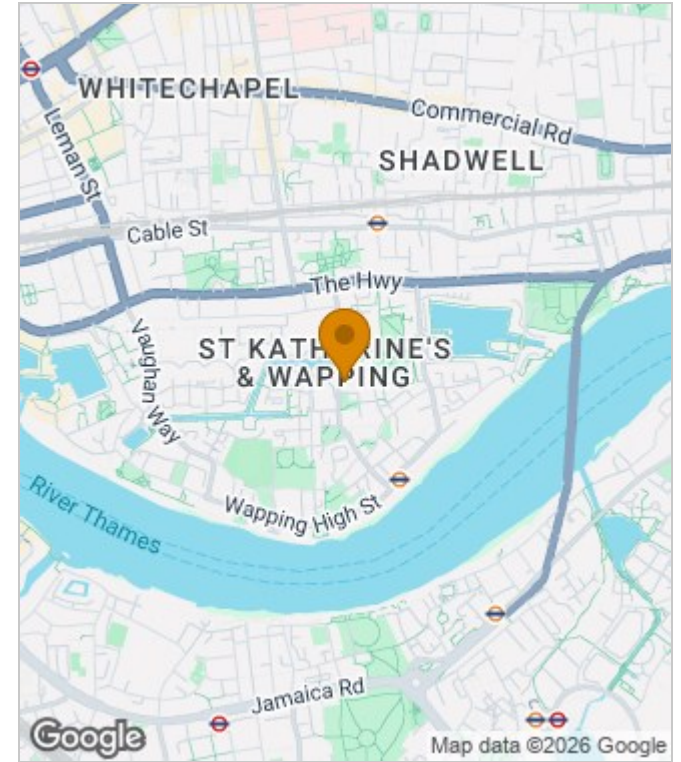 WHITECHAPEL
Commercial Rd
Leman St
SHADWELL
Cable St
The Hwy
Vaughan Way
ST KATHARINE'S
& WAPPING
Wapping High St
River Thames
Jamaica Rd
Google
Map data ©2026 Google